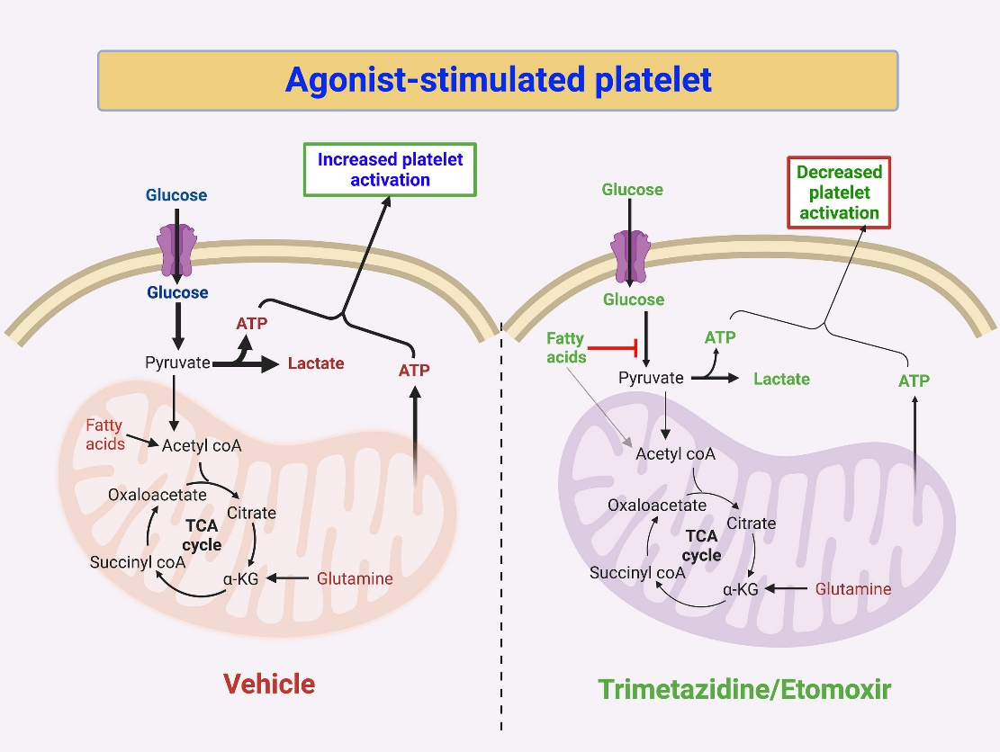 Agonist-stimulated platelet
Increased platelet
activation
Glucose
Glucose
ATP
Pyruvate
Lactate
ATP
Fatty
acids
Acetyl coA
Oxaloacetate
Citrate
TCA
cycle
Succinyl coA
α-KG
Glutamine
Vehicle
Decreased
platelet
activation
Glucose
Glucose
Fatty
acids
ATP
Pyruvate
Lactate
ATP
Acetyl coA
Oxaloacetate
Citrate
TCA
cycle
Succinyl coA
α-KG
Glutamine
Trimetazidine/Etomoxir